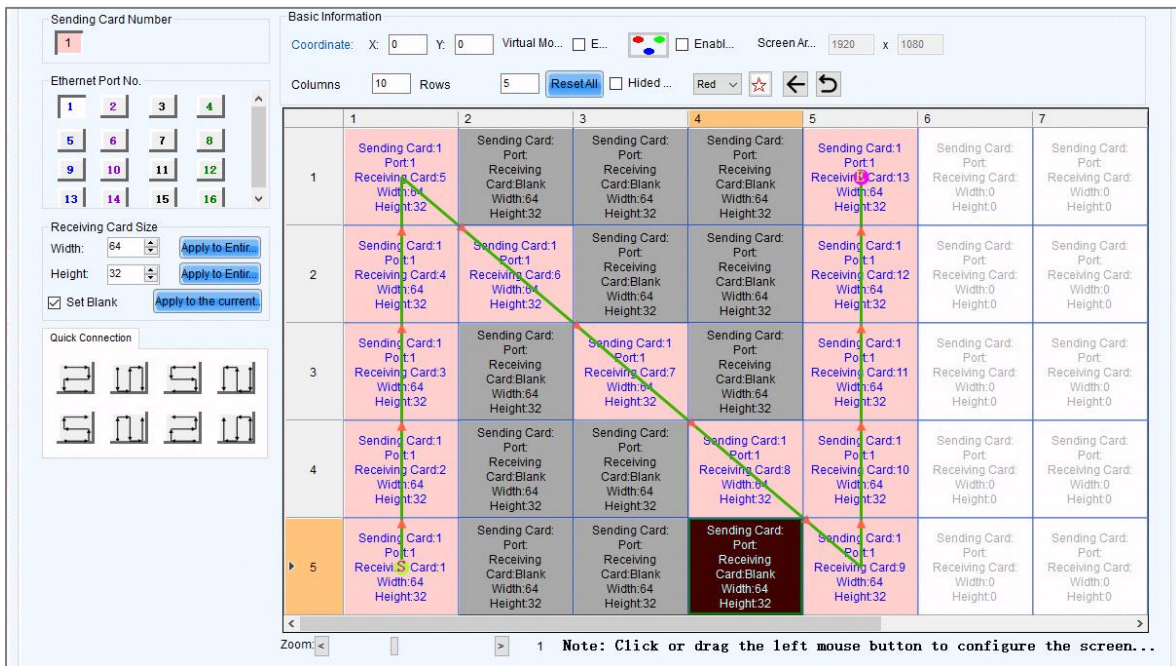 Sending Card Number
1
Ethernet Port No.
1 2 3 4
5 6 7 8
9 10 11 12
13 14 15 16
Receiving Card Size
Width: 64 Apply to Entir...
Height: 32 Apply to Entir...
Set Blank Apply to the current.
Quick Connection
Basic Information
Coordinate: X: 0 Y: 0 Virtual Mo... E... Enabl... Screen Ar... 1920 x 1080
Columns 10 Rows 5 ResetAll Hided ... Red
1 2 3 4 5 6 7
1
Sending Card:1
Port:1
Receiving Card:5
Width:64
Height:32
Sending Card:
Port:
Receiving
Card:Blank
Width:64
Height:32
Sending Card:
Port:
Receiving
Card:Blank
Width:64
Height:32
Sending Card:
Port:
Receiving
Card:Blank
Width:64
Height:32
Sending Card:1
Port:1
Receiving Card:13
E
Width:64
Height:32
Sending Card:
Port:
Receiving Card:
Width:0
Height:0
Sending Card:
Port:
Receiving Card:
Width:0
Height:0
2
Sending Card:1
Port:1
Receiving Card:4
Width:64
Height:32
Sending Card:1
Port:1
Receiving Card:6
Width:64
Height:32
Sending Card:
Port:
Receiving
Card:Blank
Width:64
Height:32
Sending Card:
Port:
Receiving
Card:Blank
Width:64
Height:32
Sending Card:1
Port:1
Receiving Card:12
Width:64
Height:32
Sending Card:
Port:
Receiving Card:
Width:0
Height:0
Sending Card:
Port:
Receiving Card:
Width:0
Height:0
3
Sending Card:1
Port:1
Receiving Card:3
Width:64
Height:32
Sending Card:
Port:
Receiving
Card:Blank
Width:64
Height:32
Sending Card:1
Port:1
Receiving Card:7
Width:64
Height:32
Sending Card:
Port:
Receiving
Card:Blank
Width:64
Height:32
Sending Card:1
Port:1
Receiving Card:11
Width:64
Height:32
Sending Card:
Port:
Receiving Card:
Width:0
Height:0
Sending Card:
Port:
Receiving Card:
Width:0
Height:0
4
Sending Card:1
Port:1
Receiving Card:2
Width:64
Height:32
Sending Card:
Port:
Receiving
Card:Blank
Width:64
Height:32
Sending Card:
Port:
Receiving
Card:Blank
Width:64
Height:32
Sending Card:1
Port:1
Receiving Card:8
Width:64
Height:32
Sending Card:1
Port:1
Receiving Card:10
Width:64
Height:32
Sending Card:
Port:
Receiving Card:
Width:0
Height:0
Sending Card:
Port:
Receiving Card:
Width:0
Height:0
5
Sending Card:1
Port:1
Receiving Card:1
S
Width:64
Height:32
Sending Card:
Port:
Receiving
Card:Blank
Width:64
Height:32
Sending Card:
Port:
Receiving
Card:Blank
Width:64
Height:32
Sending Card:
Port:
Receiving
Card:Blank
Width:64
Height:32
Sending Card:1
Port:1
Receiving Card:9
Width:64
Height:32
Sending Card:
Port:
Receiving Card:
Width:0
Height:0
Sending Card:
Port:
Receiving Card:
Width:0
Height:0
Zoom: < > 1 Note: Click or drag the left mouse button to configure the screen...